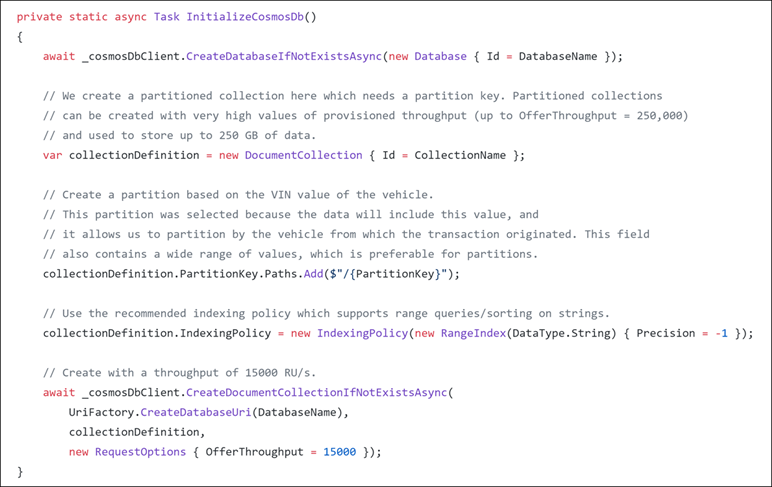 private static async Task InitializeCosmosDb()
{
    await _cosmosDbClient.CreateDatabaseIfNotExistsAsync(new Database { Id = DatabaseName });

    // We create a partitioned collection here which needs a partition key. Partitioned collections
    // can be created with very high values of provisioned throughput (up to OfferThroughput = 250,000)
    // and used to store up to 250 GB of data.
    var collectionDefinition = new DocumentCollection { Id = CollectionName };

    // Create a partition based on the VIN value of the vehicle.
    // This partition was selected because the data will include this value, and
    // it allows us to partition by the vehicle from which the transaction originated. This field
    // also contains a wide range of values, which is preferable for partitions.
    collectionDefinition.PartitionKey.Paths.Add($"/{PartitionKey}");

    // Use the recommended indexing policy which supports range queries/sorting on strings.
    collectionDefinition.IndexingPolicy = new IndexingPolicy(new RangeIndex(DataType.String) { Precision = -1 });

    // Create with a throughput of 15000 RU/s.
    await _cosmosDbClient.CreateDocumentCollectionIfNotExistsAsync(
        UriFactory.CreateDatabaseUri(DatabaseName),
        collectionDefinition,
        new RequestOptions { OfferThroughput = 15000 });
}